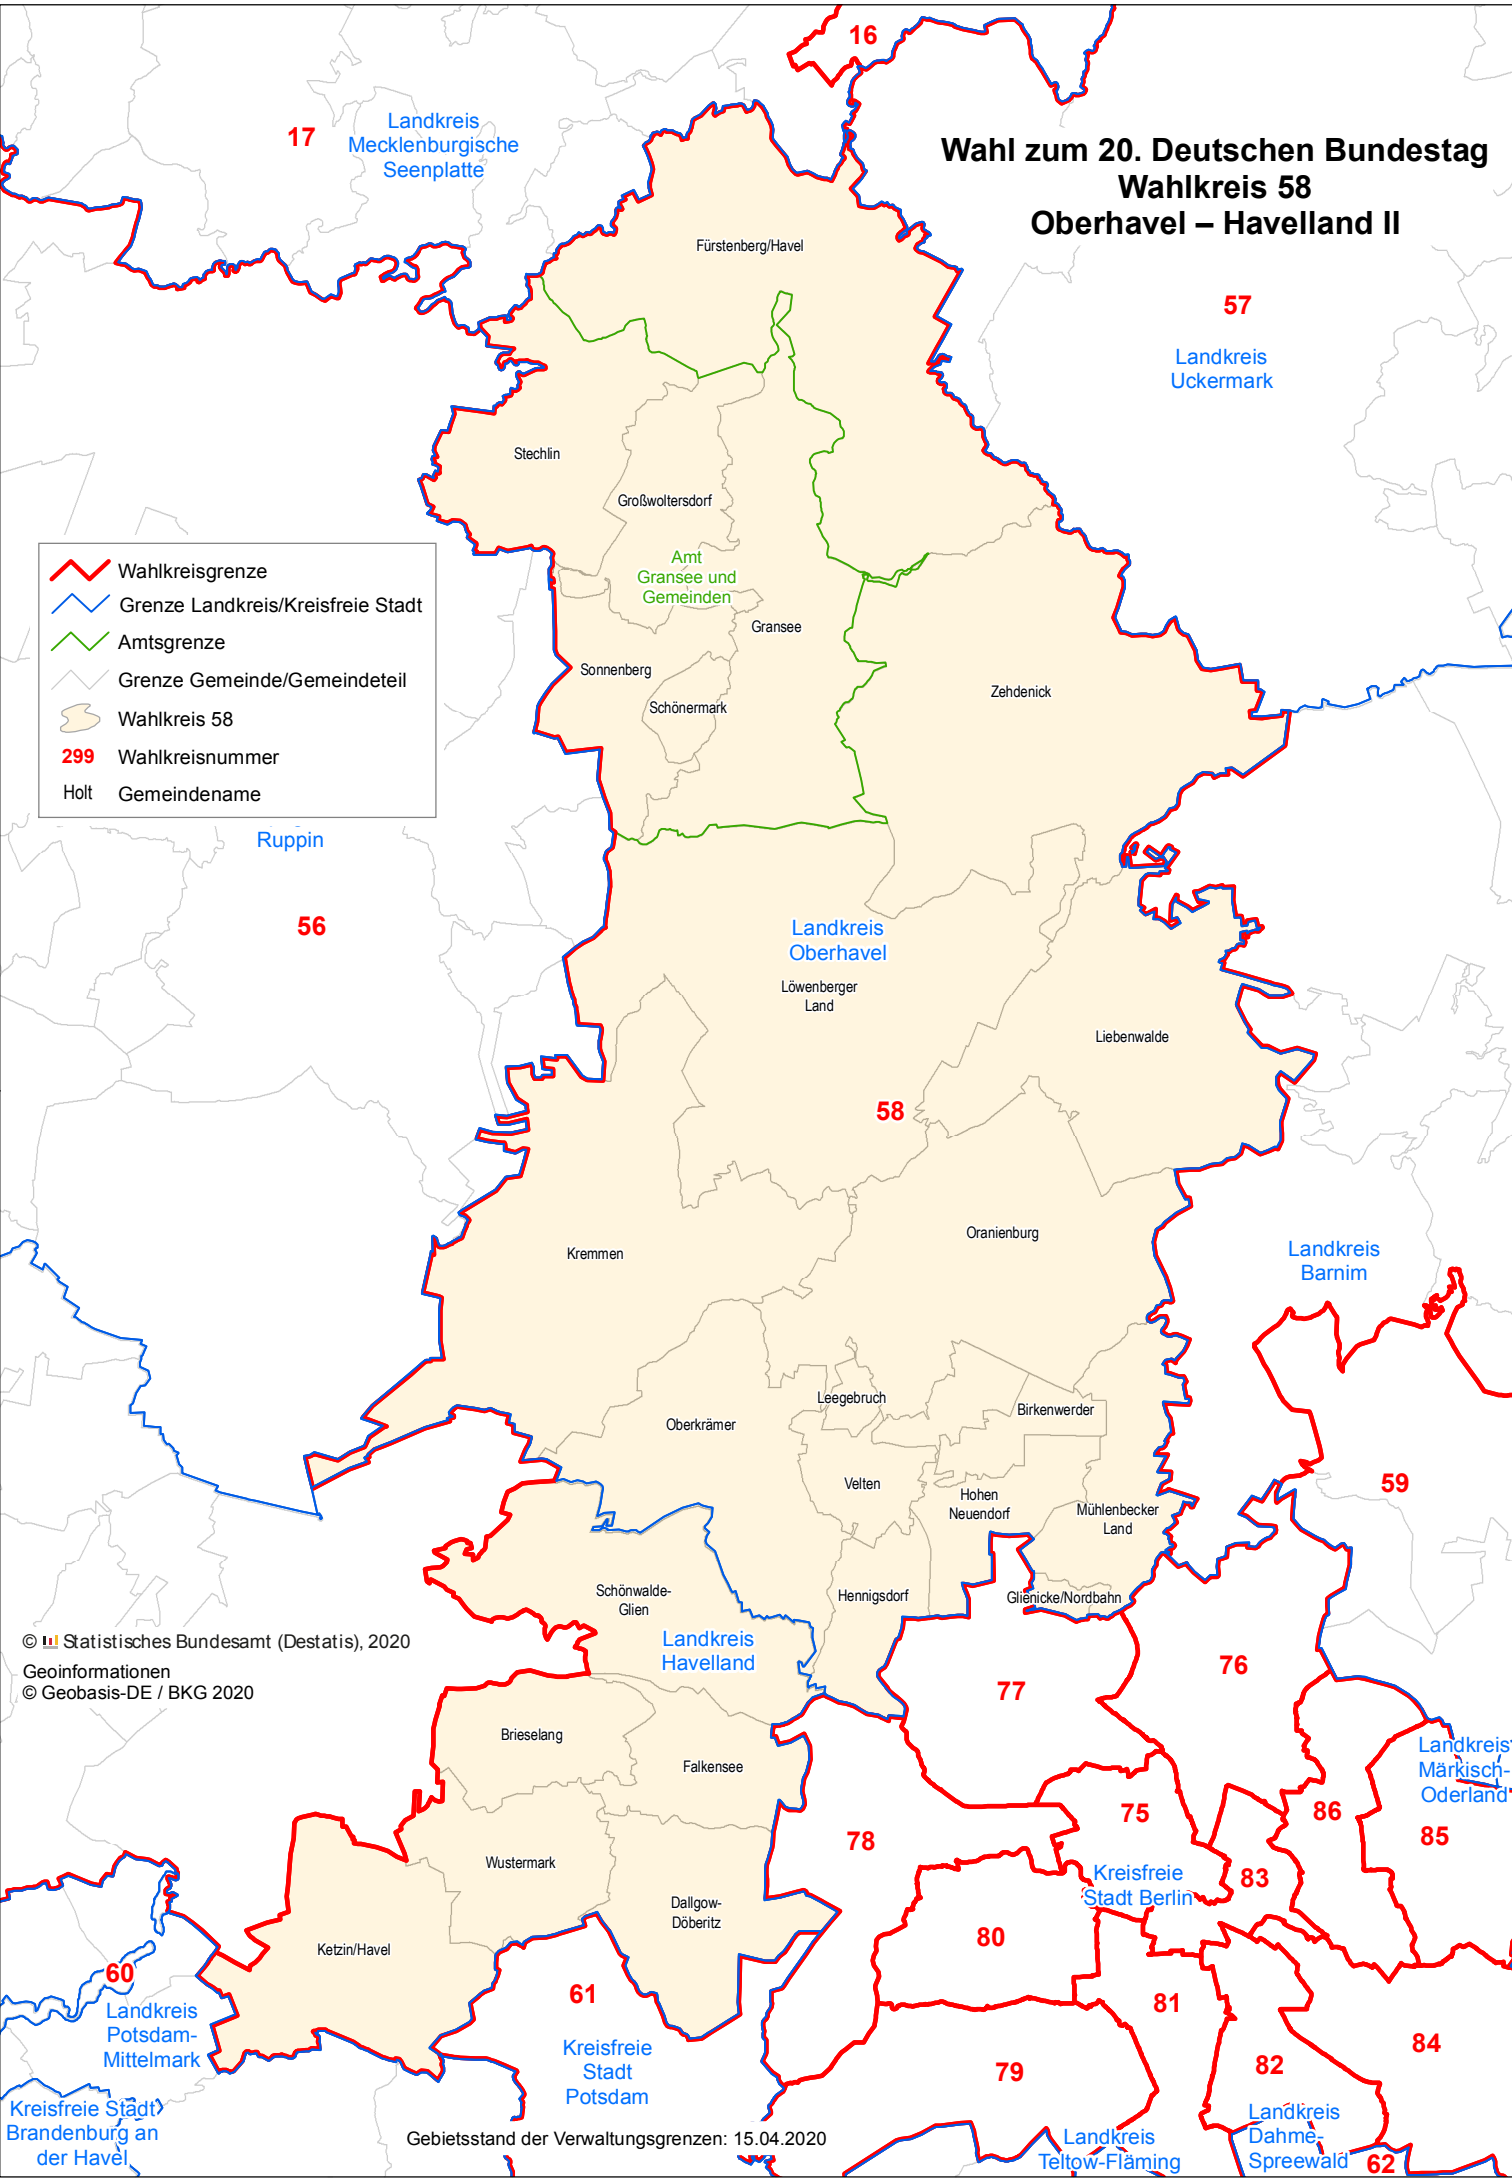 16
17
Landkreis
Mecklenburgische
Seenplatte
Wahl zum 20. Deutschen Bundestag
Wahlkreis 58
Oberhavel – Havelland II
Fürstenberg/Havel
57
Landkreis
Uckermark
Stechlin
Großwoltersdorf
Amt
Gransee und
Gemeinden
Gransee
Sonnenberg
Schönermark
Zehdenick
Wahlkreisgrenze
Grenze Landkreis/Kreisfreie Stadt
Amtsgrenze
Grenze Gemeinde/Gemeindeteil
Wahlkreis 58
299 Wahlkreisnummer
Holt Gemeindename
Ruppin
56
Landkreis
Oberhavel
Löwenberger
Land
Liebenwalde
58
Oranienburg
Kremmen
Landkreis
Barnim
Leegebruch
Birkenwerder
Oberkrämer
Velten
Hohen
Neuendorf
Mühlenbecker
Land
59
Schönwalde-
Glien
Hennigsdorf
Glienicke/Nordbahn
Landkreis
Havelland
© Statistisches Bundesamt (Destatis), 2020
Geoinformationen
© Geobasis-DE / BKG 2020
76
77
Brieselang
Falkensee
Landkreis
Märkisch-
Oderland
75
86
85
78
Wustermark
Kreisfreie
Stadt Berlin
83
Dallgow-
Döberitz
80
Ketzin/Havel
60
61
81
Landkreis
Potsdam-
Mittelmark
Kreisfreie
Stadt
Potsdam
79
82
84
Kreisfreie Stadt
Brandenburg an
der Havel
Gebietsstand der Verwaltungsgrenzen: 15.04.2020
Landkreis
Teltow-Fläming
Landkreis
Dahme-
Spreewald
62